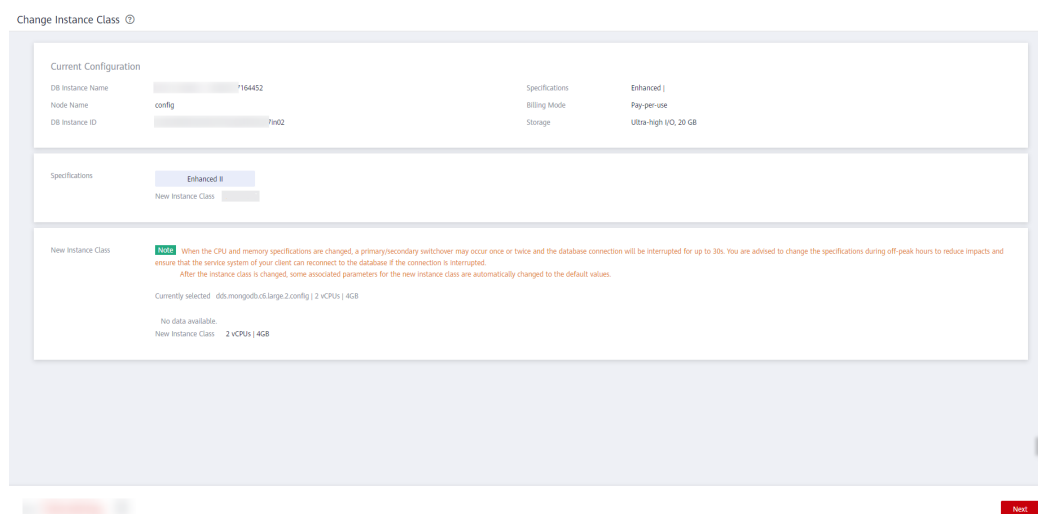 Change Instance Class
Current Configuration
DB Instance Name 164452 Specifications Enhanced |
Node Name config Billing Mode Pay-per-use
DB Instance ID 7in02 Storage Ultra-high I/O, 20 GB
Specifications Enhanced II
New Instance Class
New Instance Class Note When the CPU and memory specifications are changed, a primary/secondary switchover may occur once or twice and the database connection will be interrupted for up to 30s. You are advised to change the specifications during off-peak hours to reduce impacts and
ensure that the service system of your client can reconnect to the database if the connection is interrupted.
After the instance class is changed, some associated parameters for the new instance class are automatically changed to the default values.
Currently selected dds.mongodb.c6.large.2.config | 2 vCPUs | 4GB
No data available.
New Instance Class 2 vCPUs | 4GB
Next